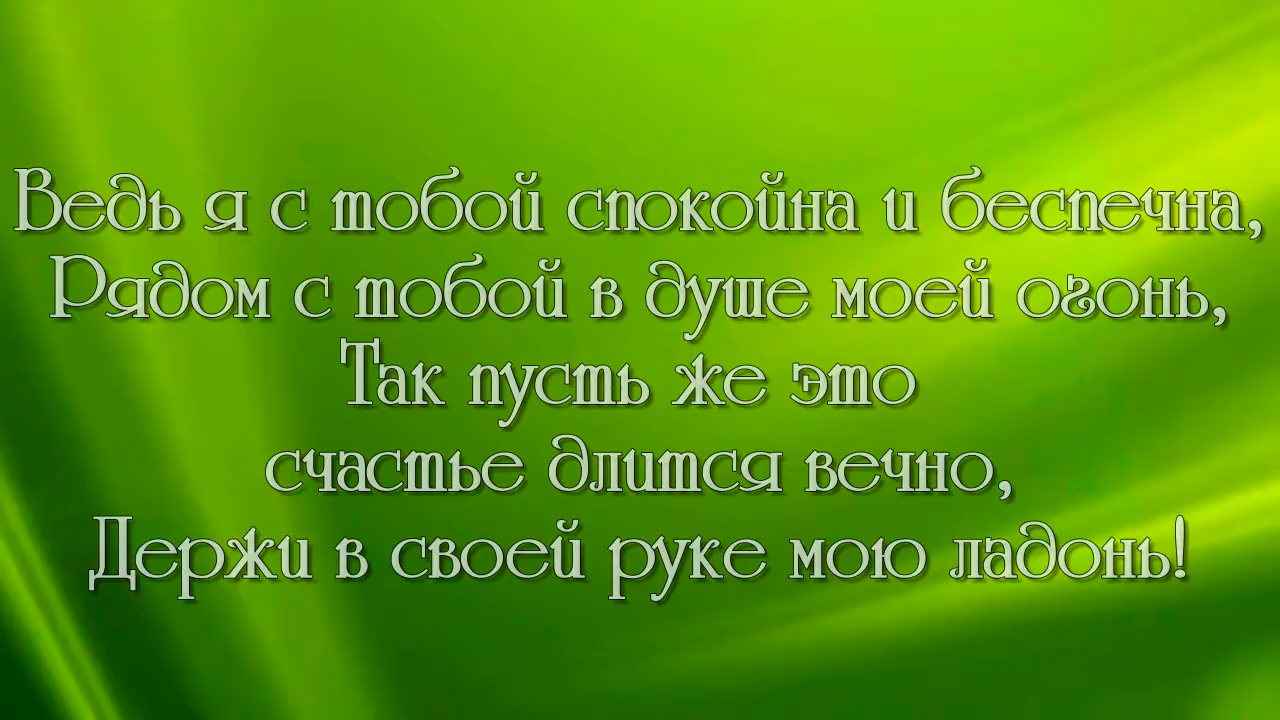 Ведь я с тобой спокойна и беспечна,
Рядом с тобой в душе моей огонь,
Так пусть же это
счастье длится вечно,
Держи в своей руке мою ладонь!